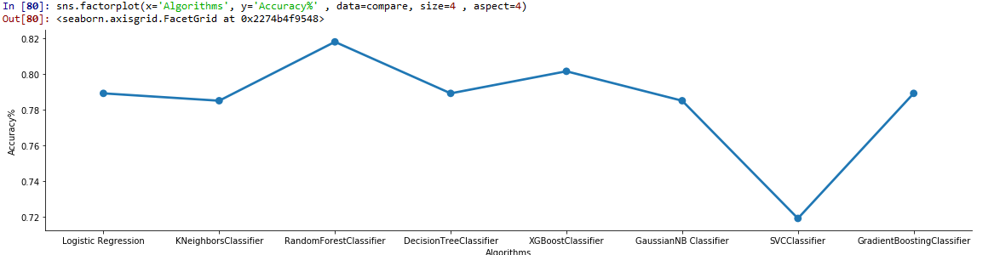 In [80]: sns.factorplot(x='Algorithms', y='Accuracy%' , data=compare, size=4 , aspect=4)
Out[80]: <seaborn.axisgrid.FacetGrid at 0x2274b4f9548>
0.82
0.80
0.78
0.76
0.74
0.72
Accuracy%
Logistic Regression KNeighborsClassifier RandomForestClassifier DecisionTreeClassifier XGBoostClassifier GaussianNB Classifier SVCClassifier GradientBoostingClassifier
Algorithms